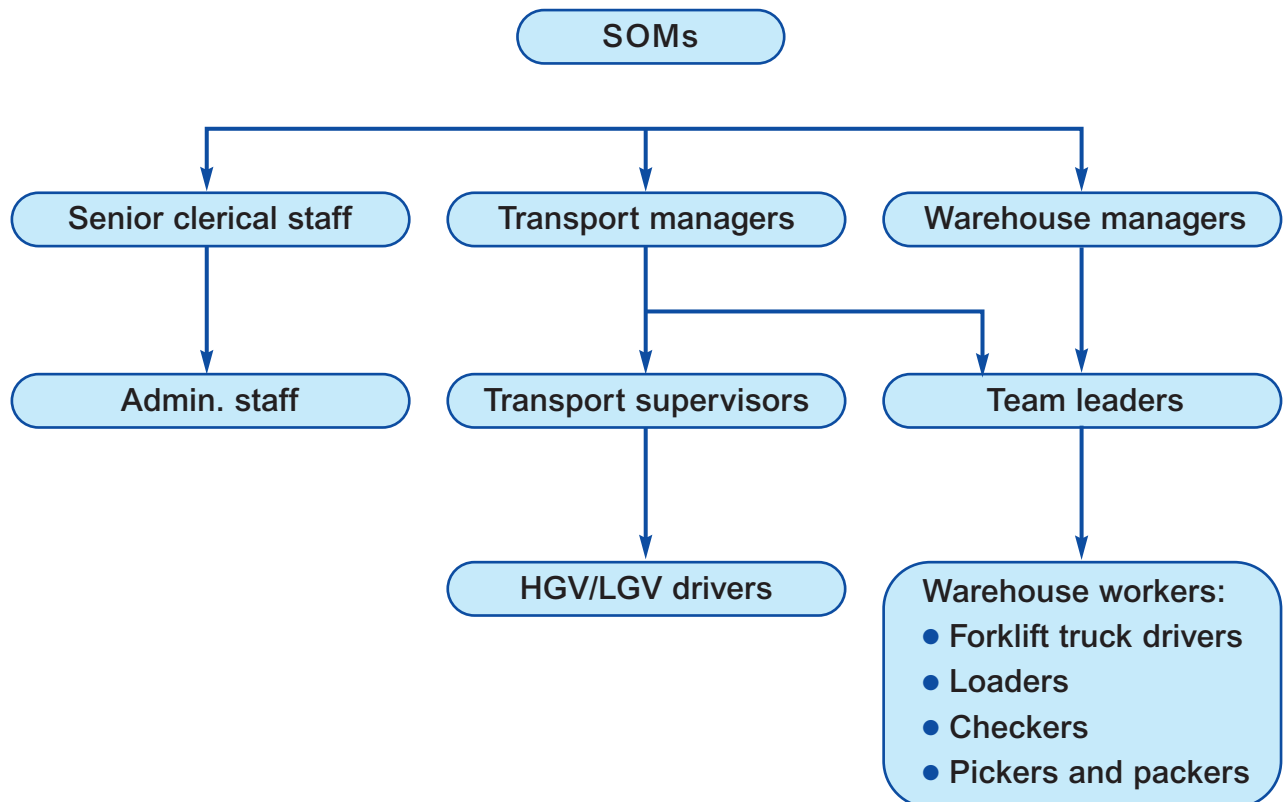 SOMs
Senior clerical staff
Transport managers
Warehouse managers
Admin. staff
Transport supervisors
Team leaders
HGV/LGV drivers
Warehouse workers:
● Forklift truck drivers
● Loaders
● Checkers
● Pickers and packers